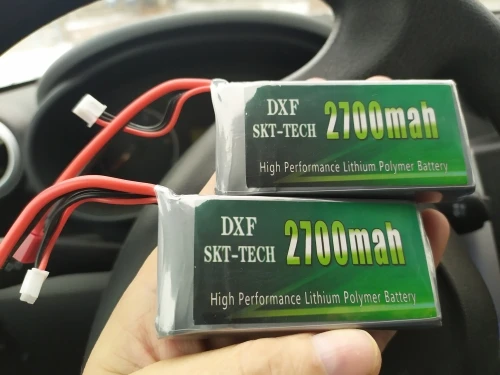 DXF
SKT-TECH
2700mah
High Performance Lithium Polymer Battery
DXF
SKT-TECH
2700mah
High Performance Lithium Polymer Battery